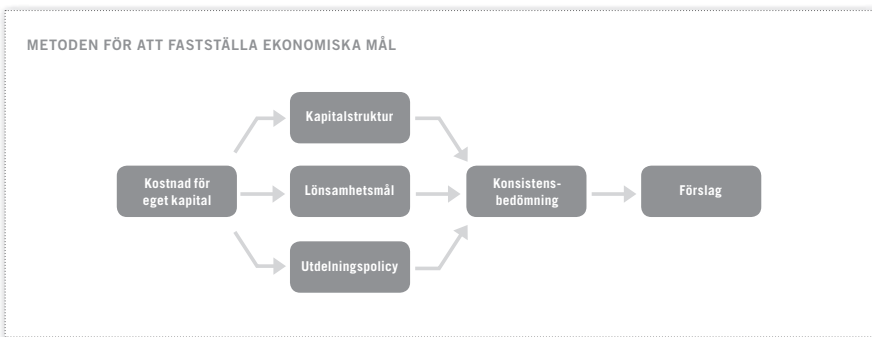 METODEN FÖR ATT FASTSTÄLLA EKONOMISKA MÅL
Kapitalstruktur
Kostnad för
eget kapital
Lönsamhetsmål
Konsistens-
bedömning
Förslag
Utdelningspolicy